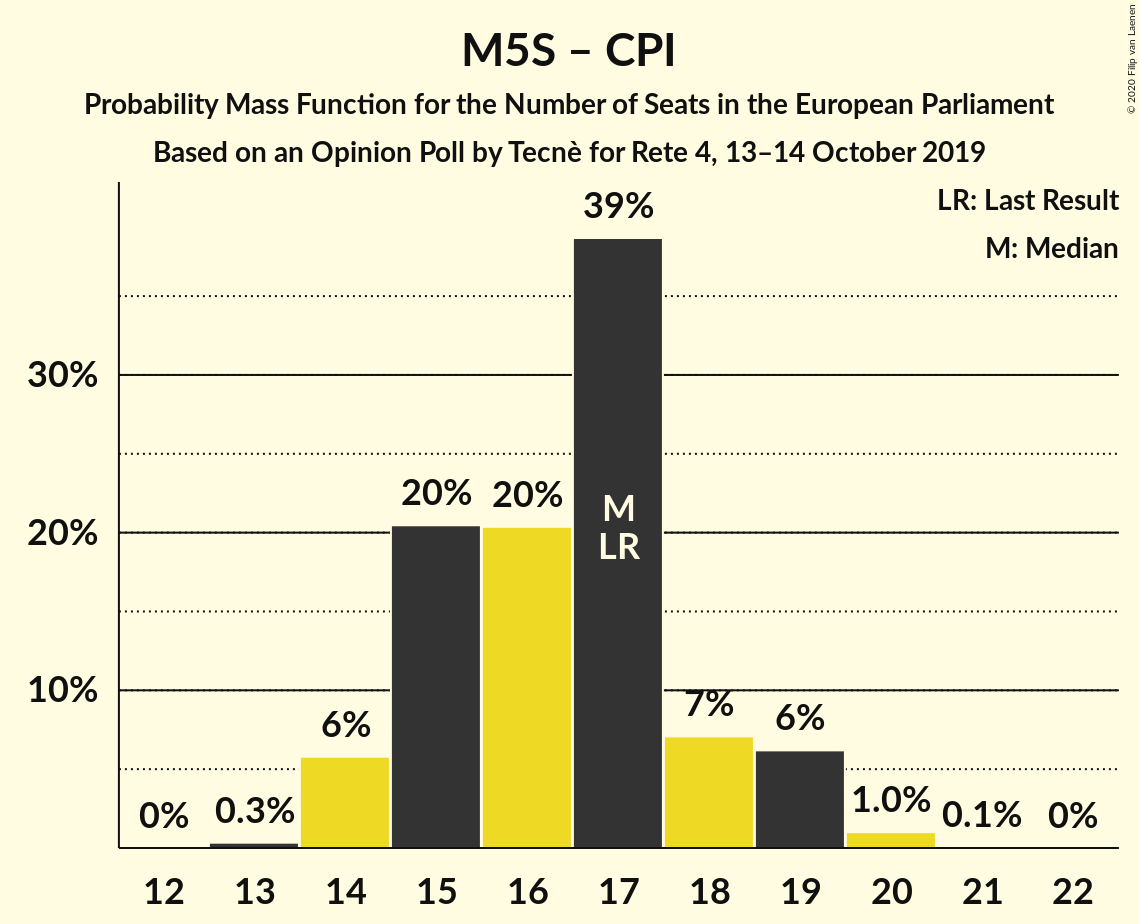 M5S – CPI
Probability Mass Function for the Number of Seats in the European Parliament
Based on an Opinion Poll by Tecnè for Rete 4, 13–14 October 2019
© 2020 Filip van Laenen
LR: Last Result
M: Median
39%
30%
20%
10%
0%
0.3%
6%
20%
20%
M
LR
7%
6%
1.0%
0.1%
0%
12 13 14 15 16 17 18 19 20 21 22